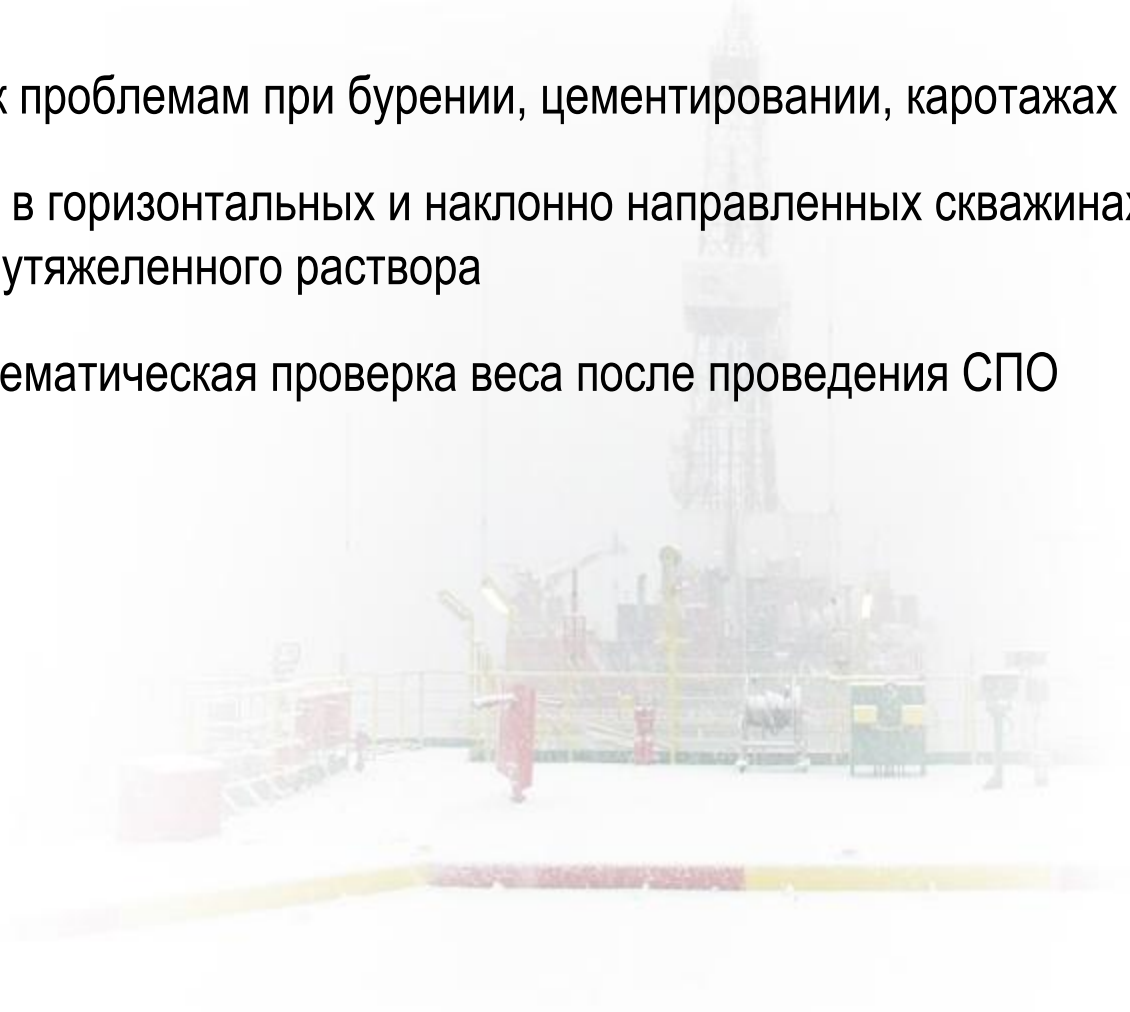 к проблемам при бурении, цементировании, каротажах
в горизонтальных и наклонно направленных скважинах
утяжеленного раствора
ематическая проверка веса после проведения СПО